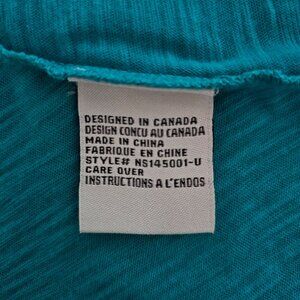 DESIGNED IN CANADA
DESIGN CONCU AU CANADA
MADE IN CHINA
FABRIQUE EN CHINE
STYLE# NS145001-U
CARE OVER
INSTRUCTIONS A L'ENDOS